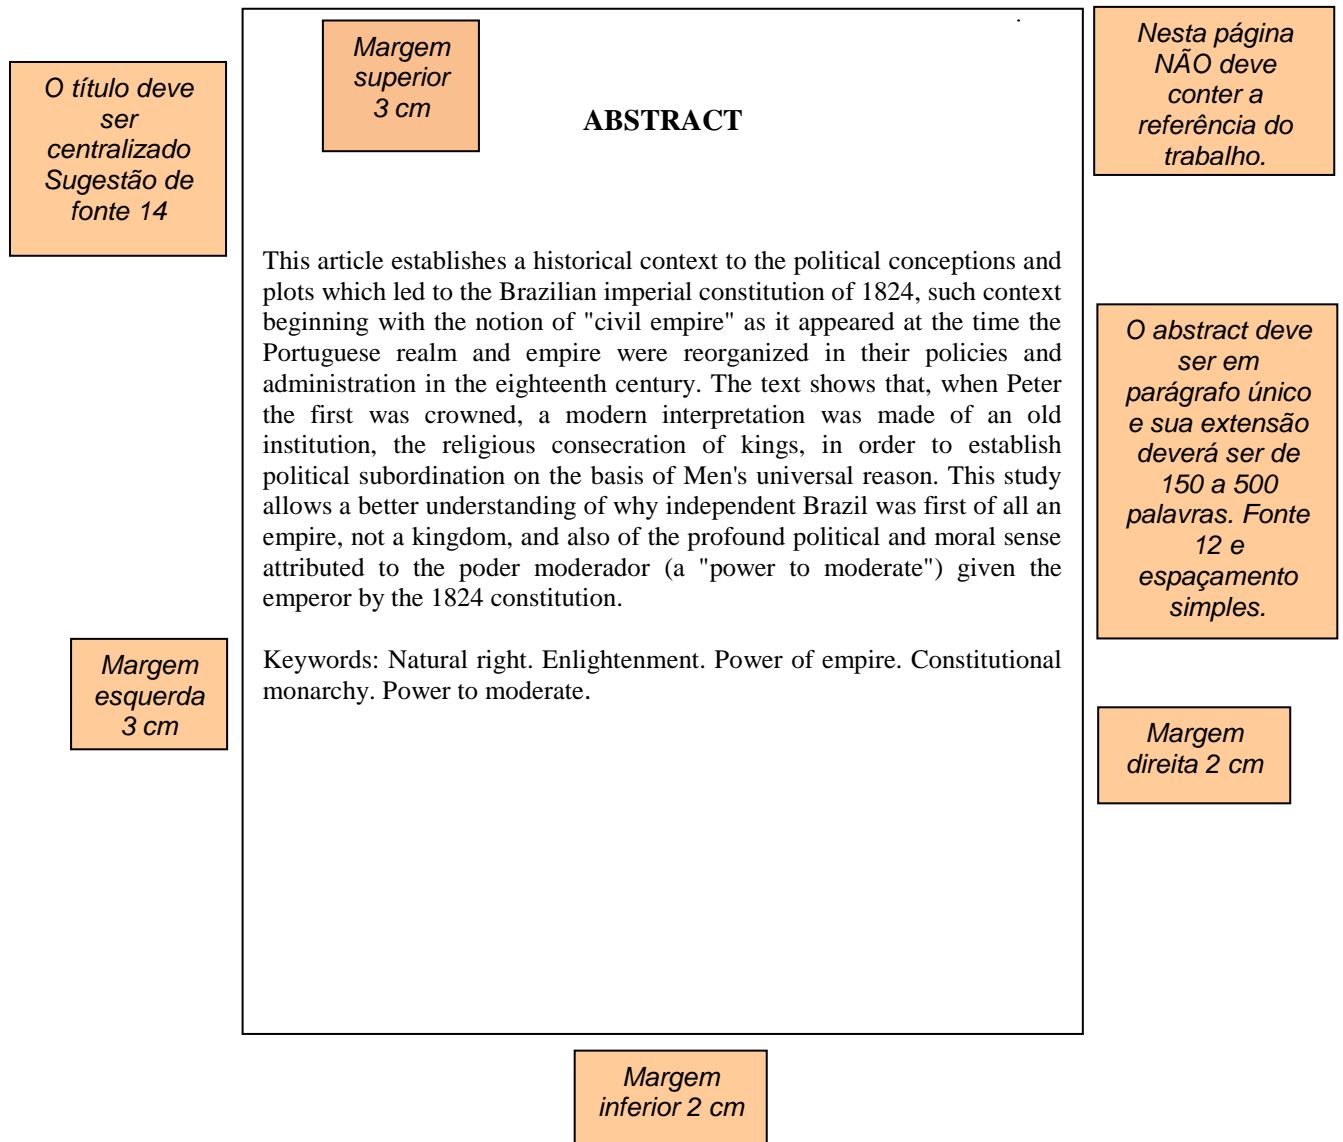 Margem
superior
3 cm
Nesta página
NÃO deve
conter a
referência do
trabalho.
O título deve
ser
centralizado
Sugestão de
fonte 14
ABSTRACT
This article establishes a historical context to the political conceptions and
plots which led to the Brazilian imperial constitution of 1824, such context
beginning with the notion of "civil empire" as it appeared at the time the
Portuguese realm and empire were reorganized in their policies and
administration in the eighteenth century. The text shows that, when Peter
the first was crowned, a modern interpretation was made of an old
institution, the religious consecration of kings, in order to establish
political subordination on the basis of Men's universal reason. This study
allows a better understanding of why independent Brazil was first of all an
empire, not a kingdom, and also of the profound political and moral sense
attributed to the poder moderador (a "power to moderate") given the
emperor by the 1824 constitution.
O abstract deve
ser em
parágrafo único
e sua extensão
deverá ser de
150 a 500
palavras. Fonte
12 e
espaçamento
simples.
Keywords: Natural right. Enlightenment. Power of empire. Constitutional
monarchy. Power to moderate.
Margem
esquerda
3 cm
Margem
direita 2 cm
Margem
inferior 2 cm